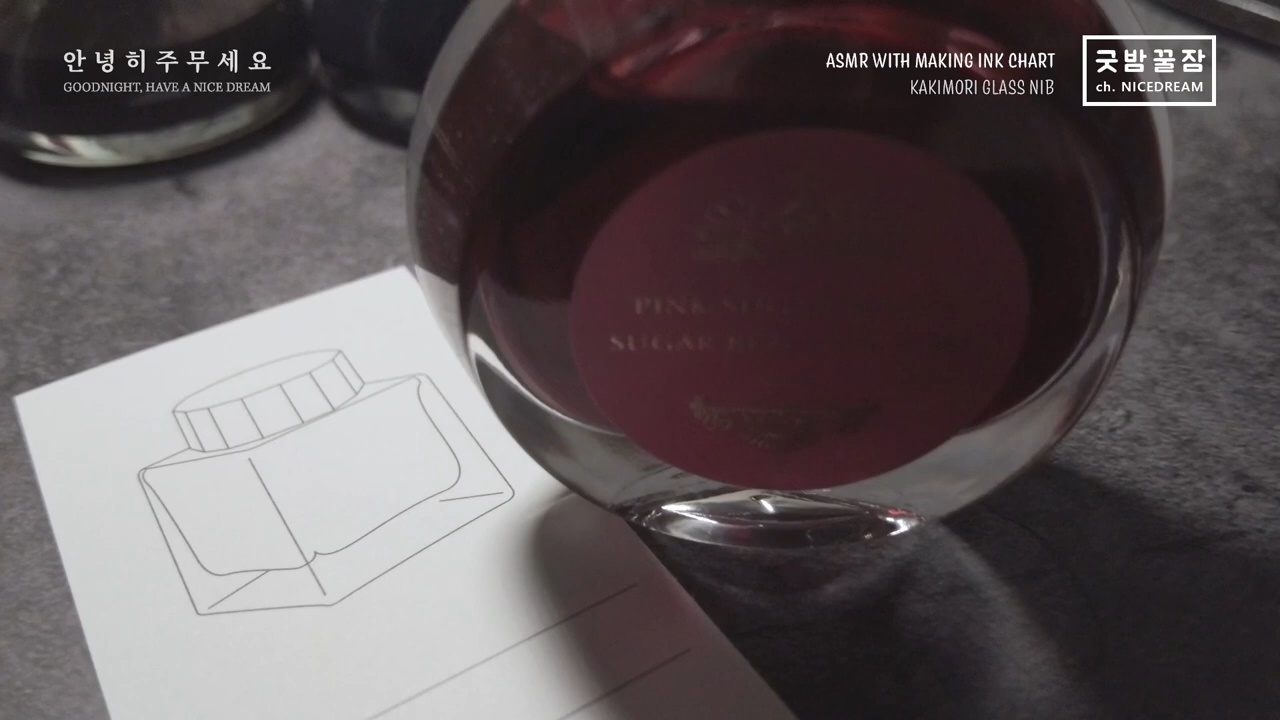 안녕히주무세요
GOODNIGHT, HAVE A NICE DREAM
ASMR WITH MAKING INK CHART
KAKIMORI GLASS NIB
굿밤꿀잠
ch. NICEDREAM
PINK
SUGAR